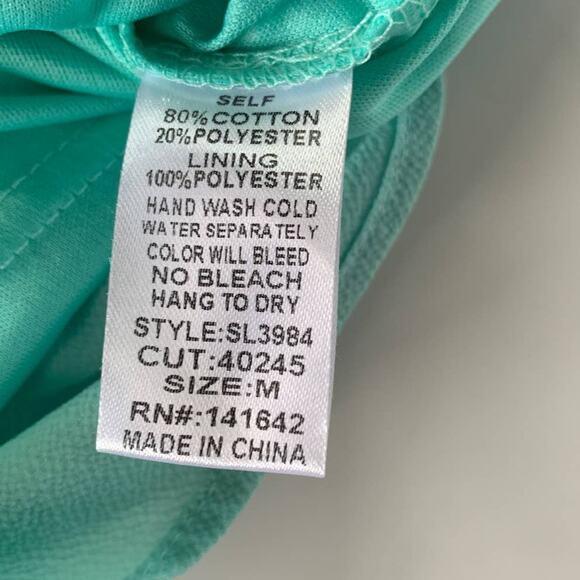 SELF
80%COTTON
20%POLYESTER
LINING
100%POLYESTER
HAND WASH COLD
WATER SEPARATELY
COLOR WILL BLEED
NO BLEACH
HANG TO DRY
STYLE:SL3984
CUT:40245
SIZE:M
RN#:141642
MADE IN CHINA